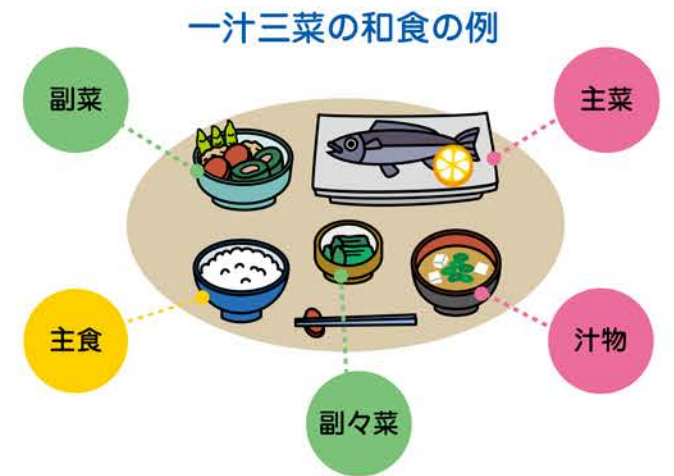 一汁三菜の和食の例
副菜
主菜
主食
汁物
副々菜